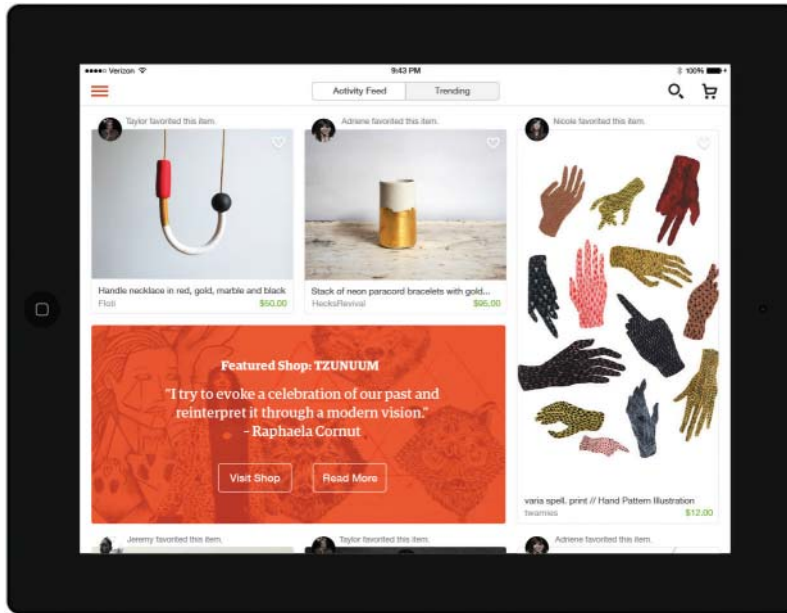 Verizon 9:43 PM 100%
Activity Feed Trending
Taylor favorited this item.
Adriene favorited this item.
Nicole favorited this item.
Handle necklace in red, gold, marble and black
Floti $50.00
Stack of neon paracord bracelets with gold...
HecksRevival $95.00
Featured Shop: TZUNUUM
“I try to evoke a celebration of our past and
reinterpret it through a modern vision.”
– Raphaela Cornut
Visit Shop Read More
varia spell. print // Hand Pattern Illustration
twamies $12.00
Jeremy favorited this item.
Taylor favorited this item.
Adriene favorited this item.